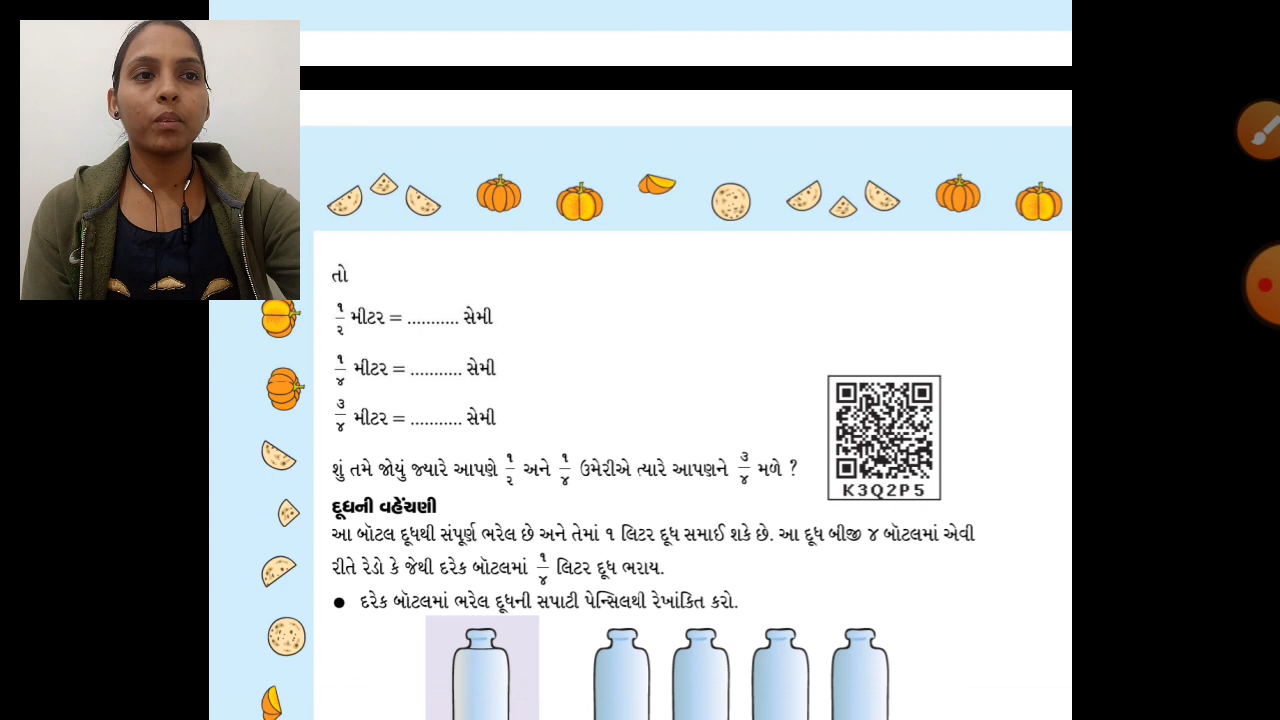 તો
૧/૨ મીટર = ........... સેમી
૧/૪ મીટર = ........... સેમી
૩/૪ મીટર = ........... સેમી
શું તમે જોયું જ્યારે આપણે ૧/૨ અને ૧/૪ ઉમેરીએ ત્યારે આપણને ૩/૪ મળે ?
K3Q2P5
દૂધની વહેંચણી
આ બૉટલ દૂધથી સંપૂર્ણ ભરેલ છે અને તેમાં ૧ લિટર દૂધ સમાઈ શકે છે. આ દૂધ બીજી ૪ બૉટલમાં એવી
રીતે રેડો કે જેથી દરેક બૉટલમાં ૧/૪ લિટર દૂધ ભરાય.
● દરેક બૉટલમાં ભરેલ દૂધની સપાટી પેન્સિલથી રેખાંકિત કરો.